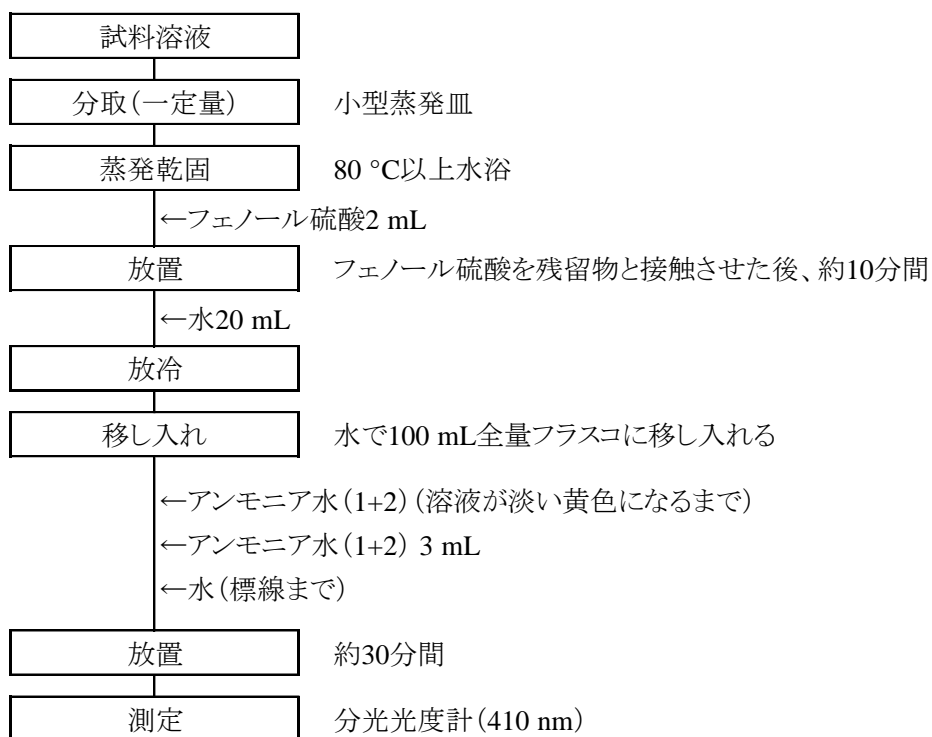 試料溶液
分取(一定量) 小型蒸発皿
蒸発乾固 80 °C以上水浴
←フェノール硫酸2 mL
放置 フェノール硫酸を残留物と接触させた後、約10分間
←水20 mL
放冷
移し入れ 水で100 mL全量フラスコに移し入れる
←アンモニア水(1+2)(溶液が淡い黄色になるまで)
←アンモニア水(1+2) 3 mL
←水(標線まで)
放置 約30分間
測定 分光光度計(410 nm)